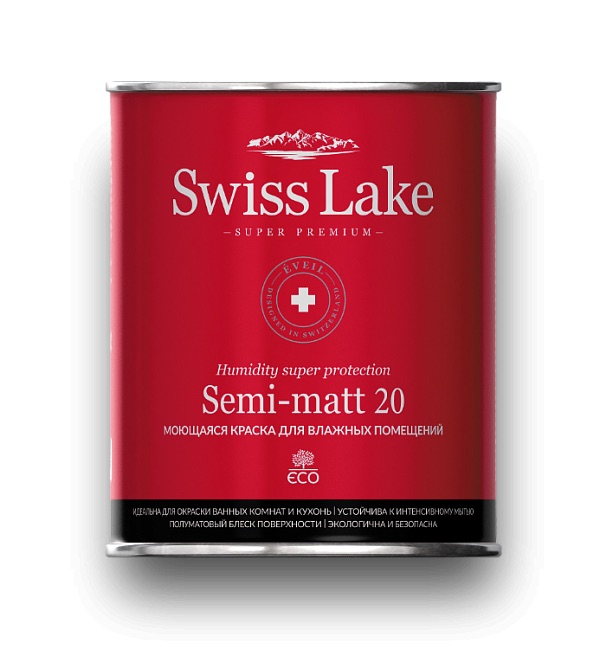 Swiss Lake
– SUPER PREMIUM –
ÉVEIL
DESIGNED IN SWITZERLAND
Humidity super protection
Semi-matt 20
МОЮЩАЯСЯ КРАСКА ДЛЯ ВЛАЖНЫХ ПОМЕЩЕНИЙ
ECO
ИДЕАЛЬНА ДЛЯ ОКРАСКИ ВАННЫХ КОМНАТ И КУХОНЬ | УСТОЙЧИВА К ИНТЕНСИВНОМУ МЫТЬЮ
ПОЛУМАТОВЫЙ БЛЕСК ПОВЕРХНОСТИ | ЭКОЛОГИЧНА И БЕЗОПАСНА